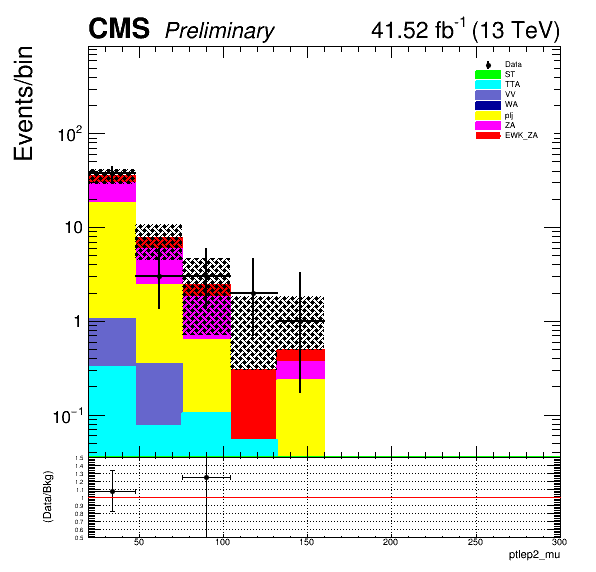 CMS Preliminary 41.52 fb-1 (13 TeV)
Events/bin
Data
ST
TTA
VV
WA
plj
ZA
EWK_ZA
10^2
10
1
10^-1
(Data/Bkg)
1.5
1.4
1.3
1.2
1.1
1
0.9
0.8
0.7
0.6
0.5
50 100 150 200 250 300
ptlep2_mu